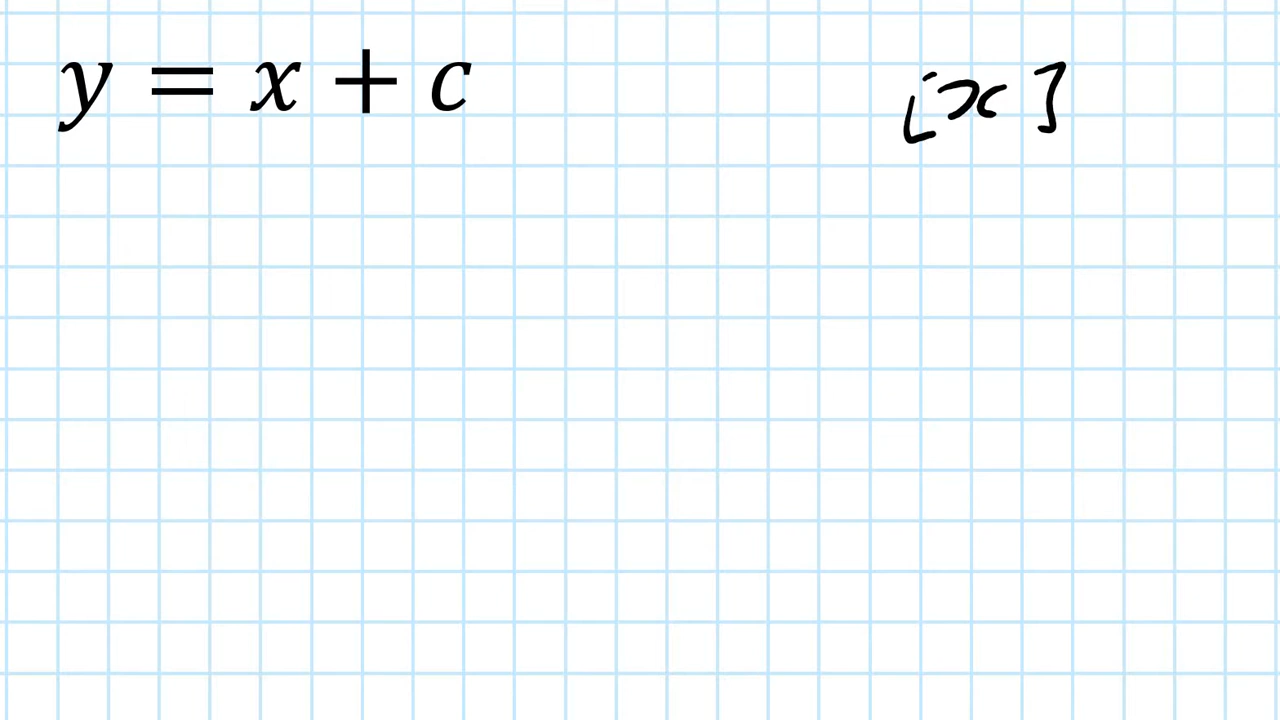 y = x + c
[x]